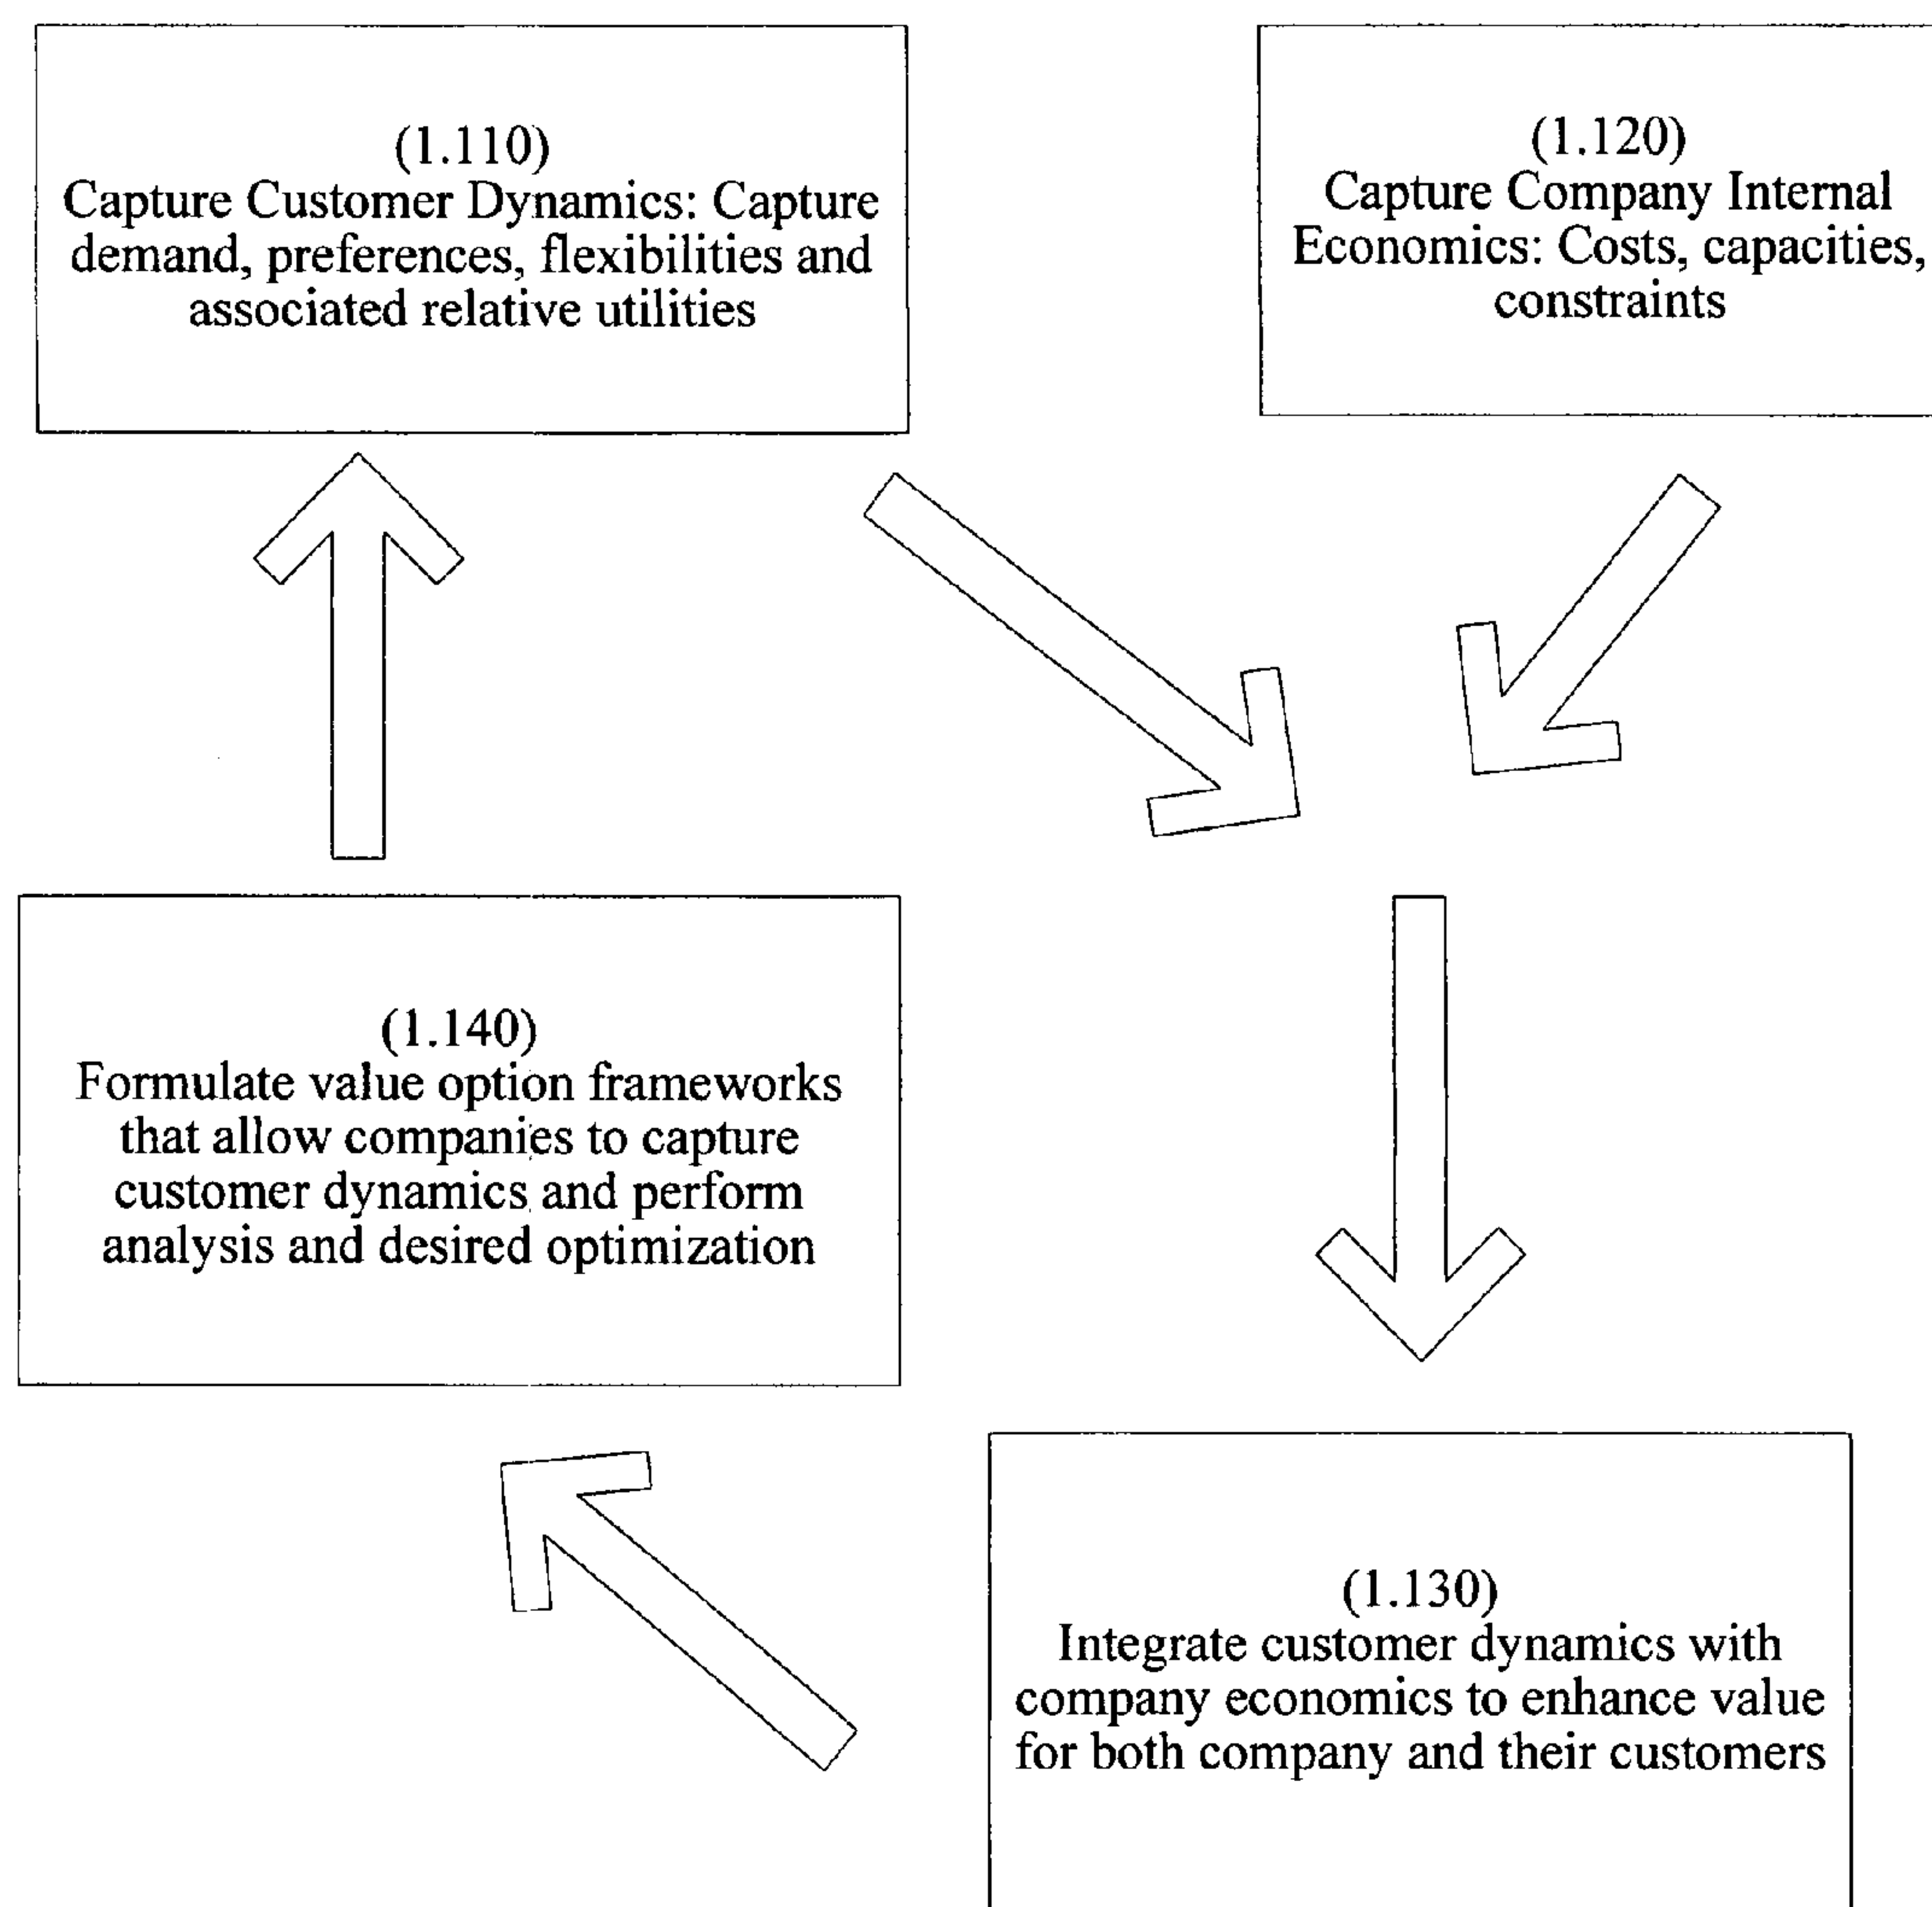 (1.110)
Capture Customer Dynamics: Capture
demand, preferences, flexibilities and
associated relative utilities
(1.120)
Capture Company Internal
Economics: Costs, capacities,
constraints
(1.140)
Formulate value option frameworks
that allow companies to capture
customer dynamics and perform
analysis and desired optimization
(1.130)
Integrate customer dynamics with
company economics to enhance value
for both company and their customers